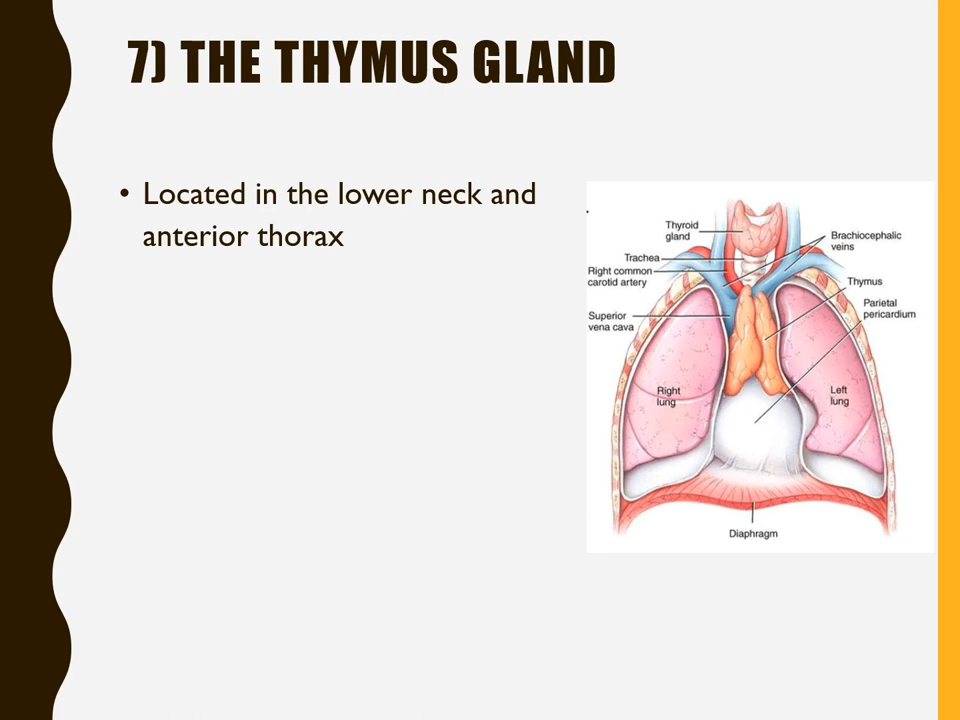 7) THE THYMUS GLAND
• Located in the lower neck and
anterior thorax
Thyroid
gland
Trachea
Right common
carotid artery
Superior
vena cava
Brachiocephalic
veins
Thymus
Parietal
pericardium
Right
lung
Left
lung
Diaphragm